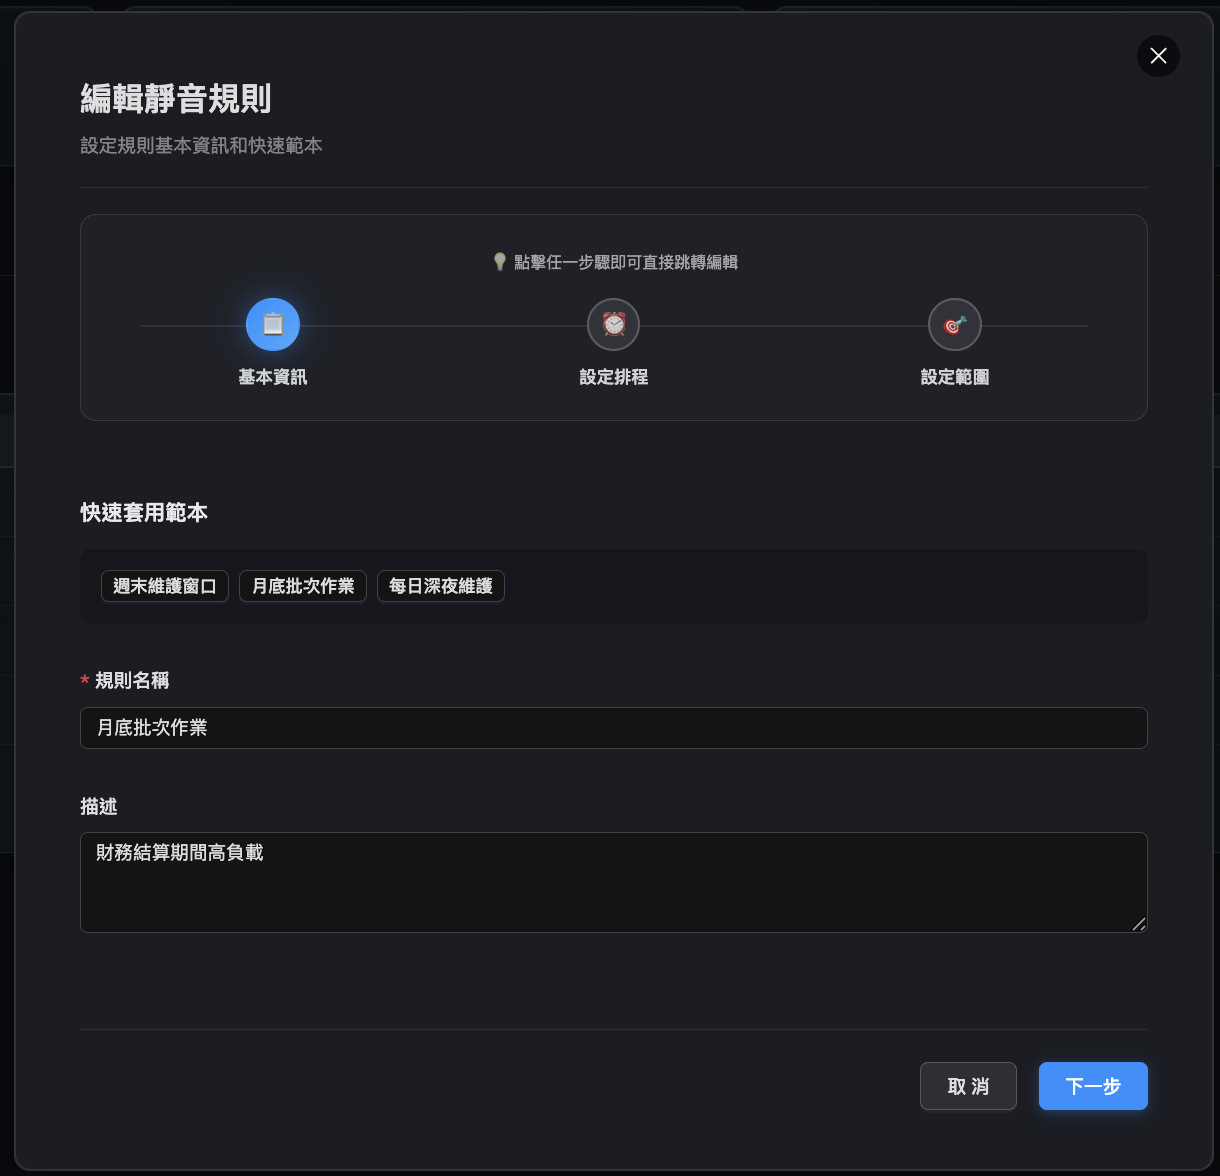 編輯靜音規則
設定規則基本資訊和快速範本
點擊任一步驟即可直接跳轉編輯
基本資訊
設定排程
設定範圍
快速套用範本
週末維護窗口
月底批次作業
每日深夜維護
* 規則名稱
月底批次作業
描述
財務結算期間高負載
取 消
下一步